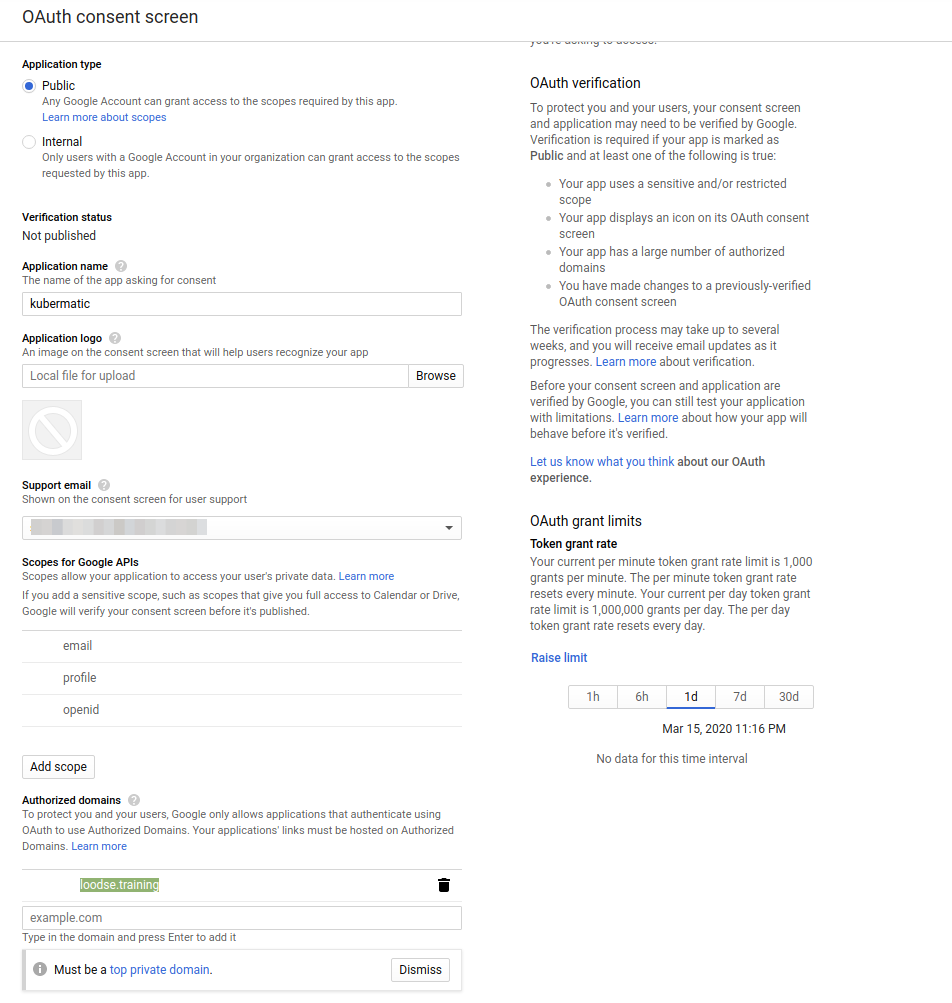 OAuth consent screen
Application type
Public
Any Google Account can grant access to the scopes required by this app.
Learn more about scopes
Internal
Only users with a Google Account in your organization can grant access to the scopes
requested by this app.
Verification status
Not published
Application name
The name of the app asking for consent
kubermatic
Application logo
An image on the consent screen that will help users recognize your app
Local file for upload
Browse
Support email
Shown on the consent screen for user support
Scopes for Google APIs
Scopes allow your application to access your user's private data. Learn more
If you add a sensitive scope, such as scopes that give you full access to Calendar or Drive,
Google will verify your consent screen before it's published.
email
profile
openid
Add scope
Authorized domains
To protect you and your users, Google only allows applications that authenticate using
OAuth to use Authorized Domains. Your applications' links must be hosted on Authorized
Domains. Learn more
loodse.training
example.com
Type in the domain and press Enter to add it
Must be a top private domain.
Dismiss
you're asking to access.
OAuth verification
To protect you and your users, your consent screen
and application may need to be verified by Google.
Verification is required if your app is marked as
Public and at least one of the following is true:
Your app uses a sensitive and/or restricted
scope
Your app displays an icon on its OAuth consent
screen
Your app has a large number of authorized
domains
You have made changes to a previously-verified
OAuth consent screen
The verification process may take up to several
weeks, and you will receive email updates as it
progresses. Learn more about verification.
Before your consent screen and application are
verified by Google, you can still test your application
with limitations. Learn more about how your app will
behave before it's verified.
Let us know what you think about our OAuth
experience.
OAuth grant limits
Token grant rate
Your current per minute token grant rate limit is 1,000
grants per minute. The per minute token grant rate
resets every minute. Your current per day token grant
rate limit is 1,000,000 grants per day. The per day
token grant rate resets every day.
Raise limit
1h 6h 1d 7d 30d
Mar 15, 2020 11:16 PM
No data for this time interval